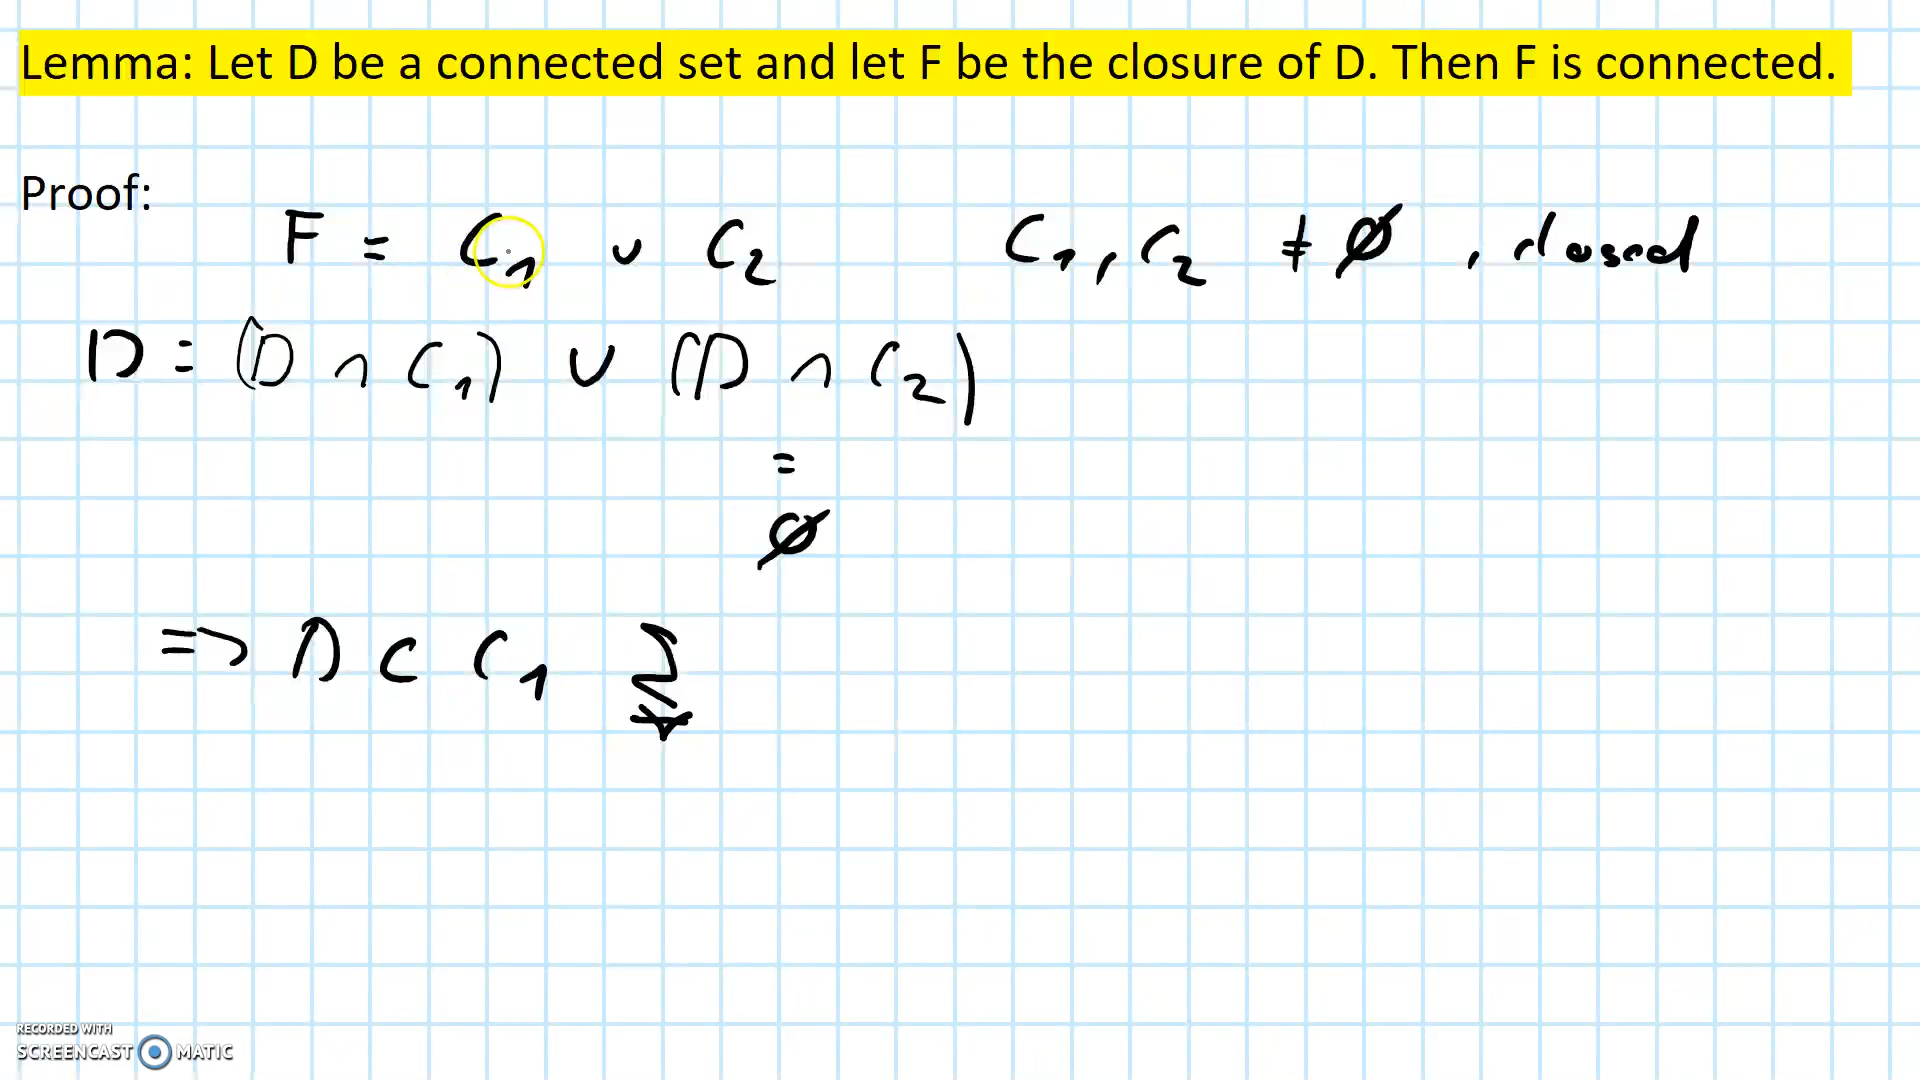 Lemma: Let D be a connected set and let F be the closure of D. Then F is connected.
Proof:
F = C₁ ∪ C₂    C₁, C₂ ≠ ∅, closed
D = (D ∩ C₁) ∪ (D ∩ C₂)
=
∅
=> D ⊂ C₁
RECORDED WITH
SCREENCAST MATIC